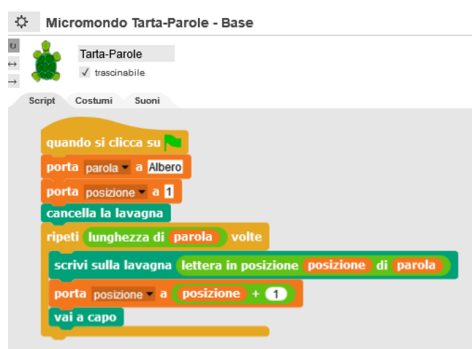 Micromondo Tarta-Parole - Base
Tarta-Parole
trascinabile
Script Costumi Suoni
quando si clicca su
porta parola a Albero
porta posizione a 1
cancella la lavagna
ripeti lunghezza di parola volte
scrivi sulla lavagna lettera in posizione posizione di parola
porta posizione a posizione + 1
vai a capo